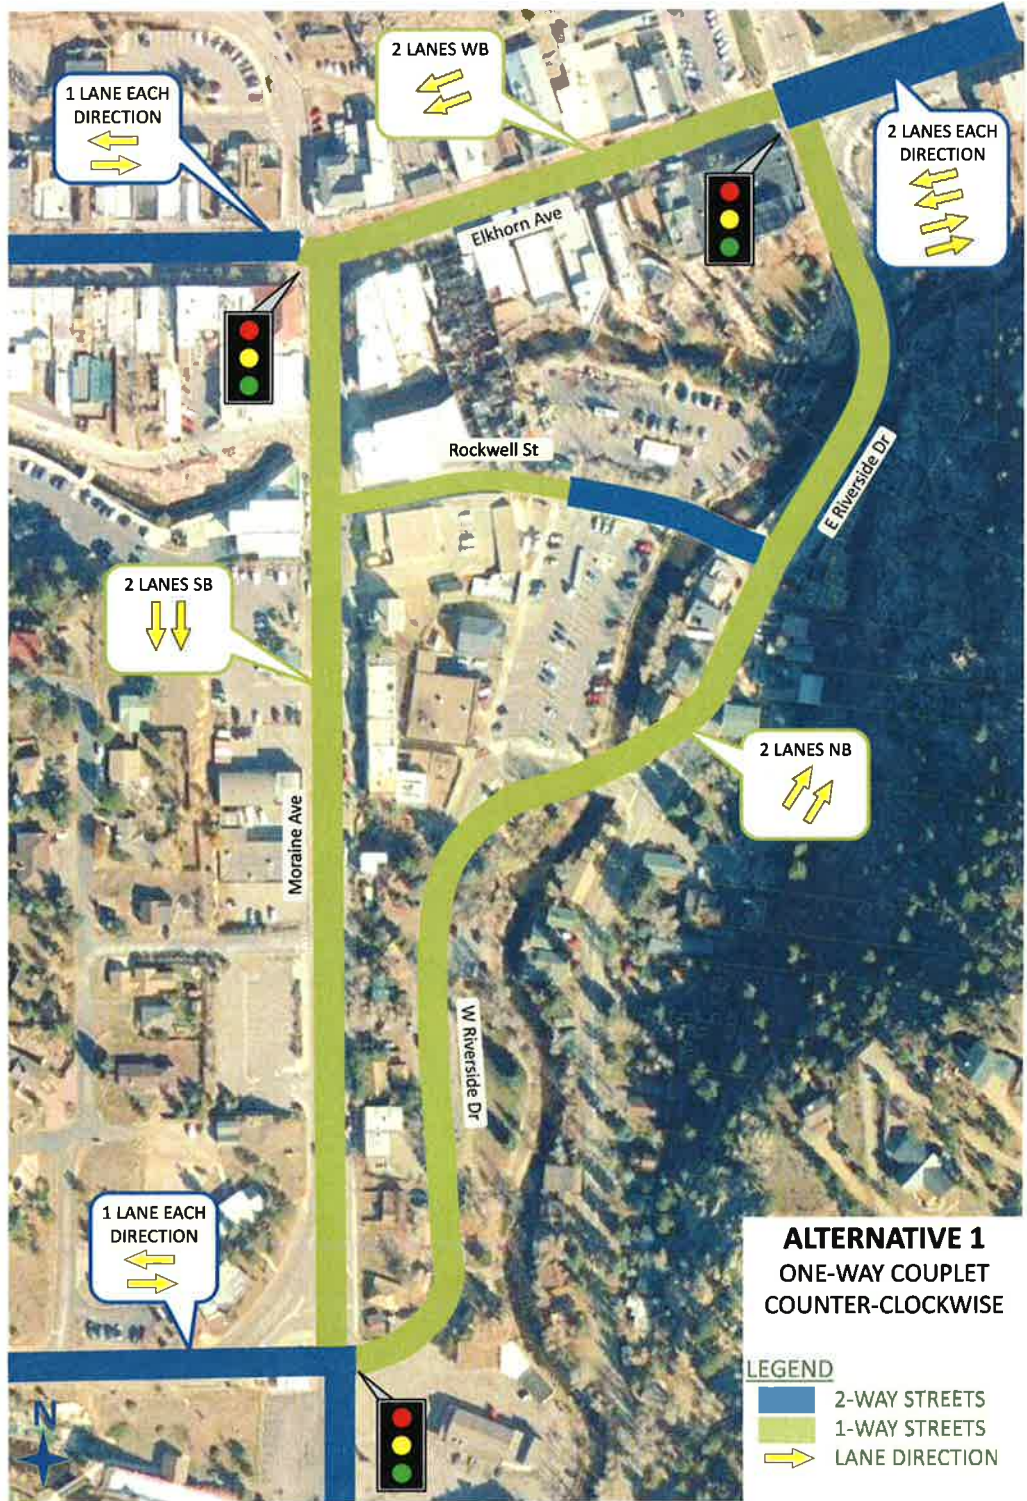 2 LANES WB
1 LANE EACH
DIRECTION
2 LANES EACH
DIRECTION
Elkhorn Ave
Rockwell St
E Riverside Dr
2 LANES SB
2 LANES NB
Moraine Ave
W Riverside Dr
1 LANE EACH
DIRECTION
ALTERNATIVE 1
ONE-WAY COUPLET
COUNTER-CLOCKWISE
LEGEND
2-WAY STREETS
1-WAY STREETS
LANE DIRECTION
N